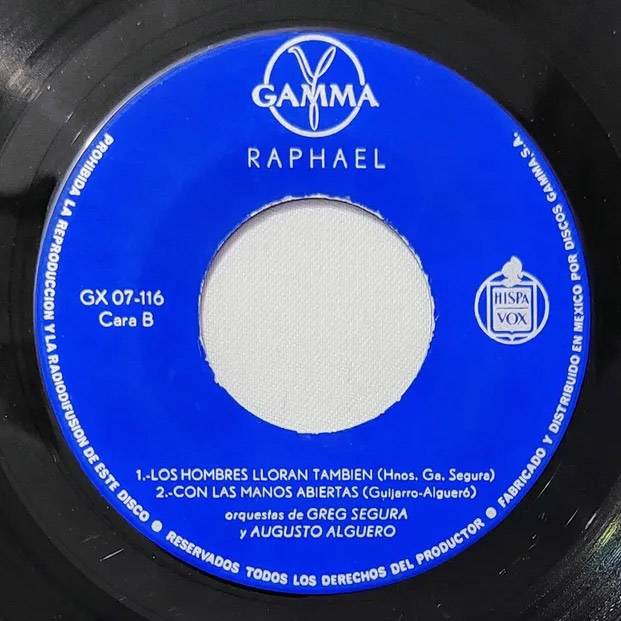 GAMMA
RAPHAEL
GX 07-116
Cara B
HISPA
VOX
1.-LOS HOMBRES LLORAN TAMBIEN (Hnos. Ga. Segura)
2.-CON LAS MANOS ABIERTAS (Guijarro-Algueró)
orquestas de GREG SEGURA
y AUGUSTO ALGUERO
PROHIBIDA LA REPRODUCCION Y LA RADIODIFUSION DE ESTE DISCO ● RESERVADOS TODOS LOS DERECHOS DEL PRODUCTOR ● FABRICADO Y DISTRIBUIDO EN MEXICO POR DISCOS GAMMA, S.A.